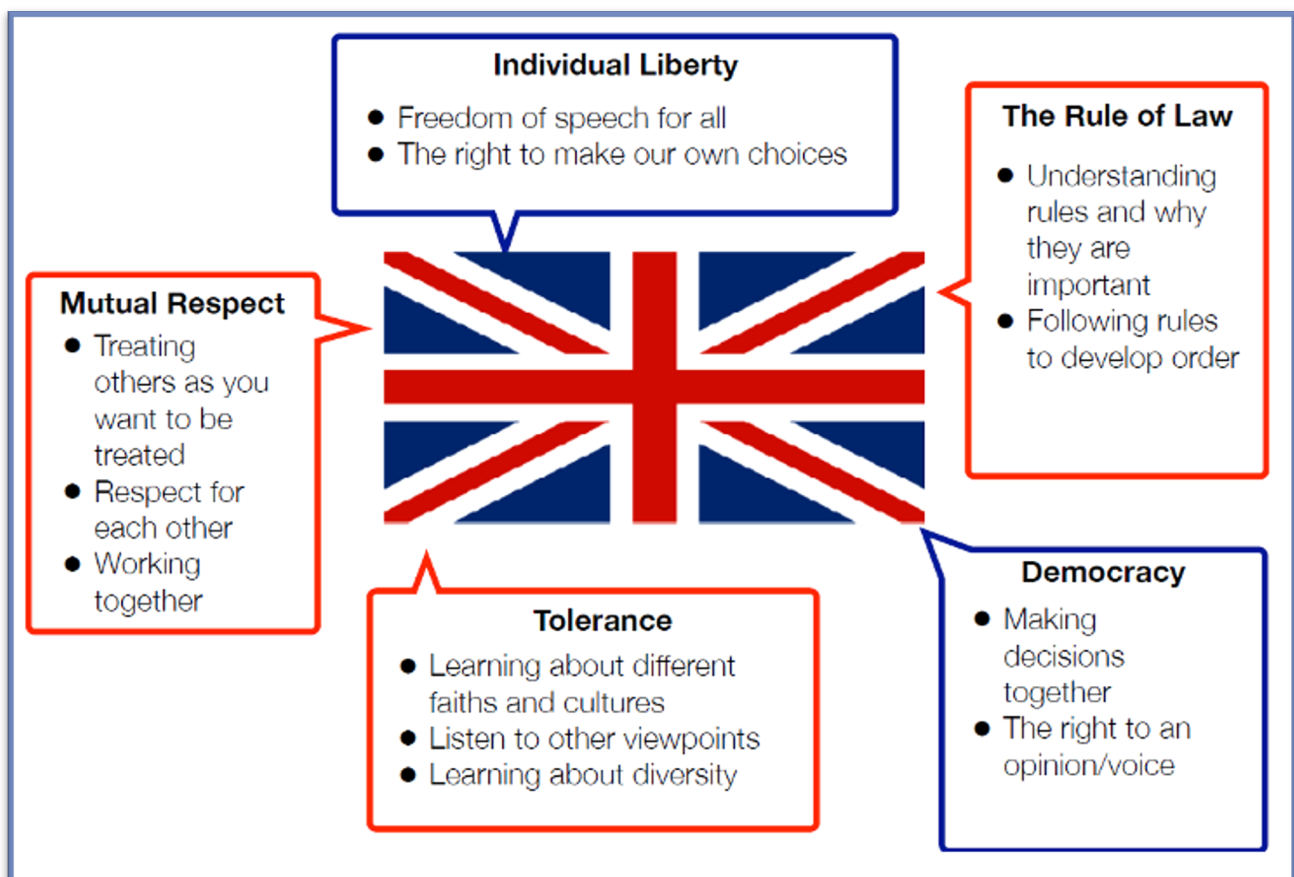 Individual Liberty
● Freedom of speech for all
● The right to make our own choices
The Rule of Law
● Understanding
rules and why
they are
important
● Following rules
to develop order
Mutual Respect
● Treating
others as you
want to be
treated
● Respect for
each other
● Working
together
Tolerance
● Learning about different
faiths and cultures
● Listen to other viewpoints
● Learning about diversity
Democracy
● Making
decisions
together
● The right to an
opinion/voice